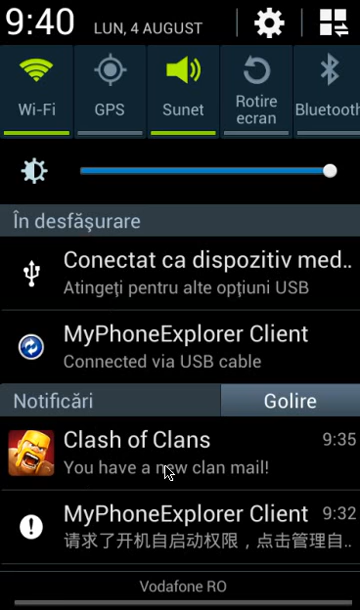 9:40 LUN, 4 AUGUST
Wi-Fi GPS Sunet Rotire ecran Bluetooth
În desfăşurare
Conectat ca dispozitiv med..
Atingeţi pentru alte opţiuni USB
MyPhoneExplorer Client
Connected via USB cable
Notificări Golire
Clash of Clans 9:35
You have a new clan mail!
MyPhoneExplorer Client 9:32
请求了开机自启动权限，点击管理自..
Vodafone RO